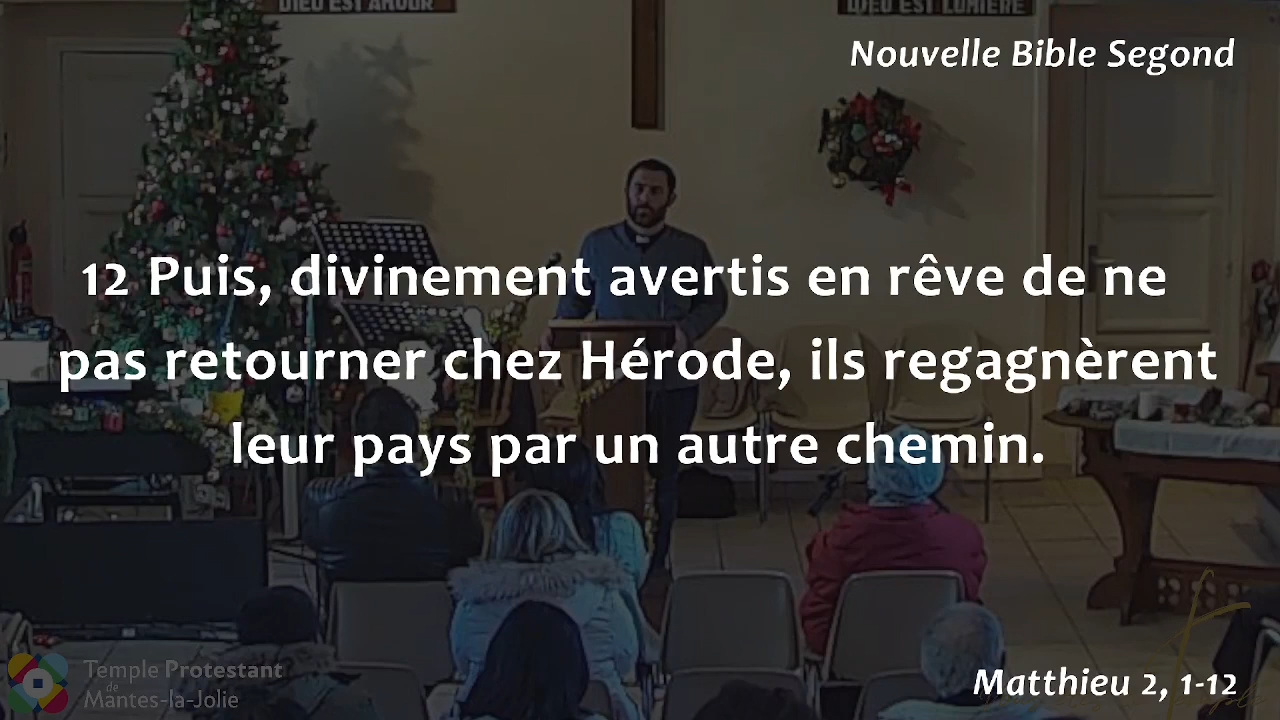 DIEU EST AMOUR
DIEU EST LUMIÈRE
Nouvelle Bible Segond
12 Puis, divinement avertis en rêve de ne
pas retourner chez Hérode, ils regagnèrent
leur pays par un autre chemin.
Temple Protestant
de
Mantes-la-Jolie
Matthieu 2, 1-12